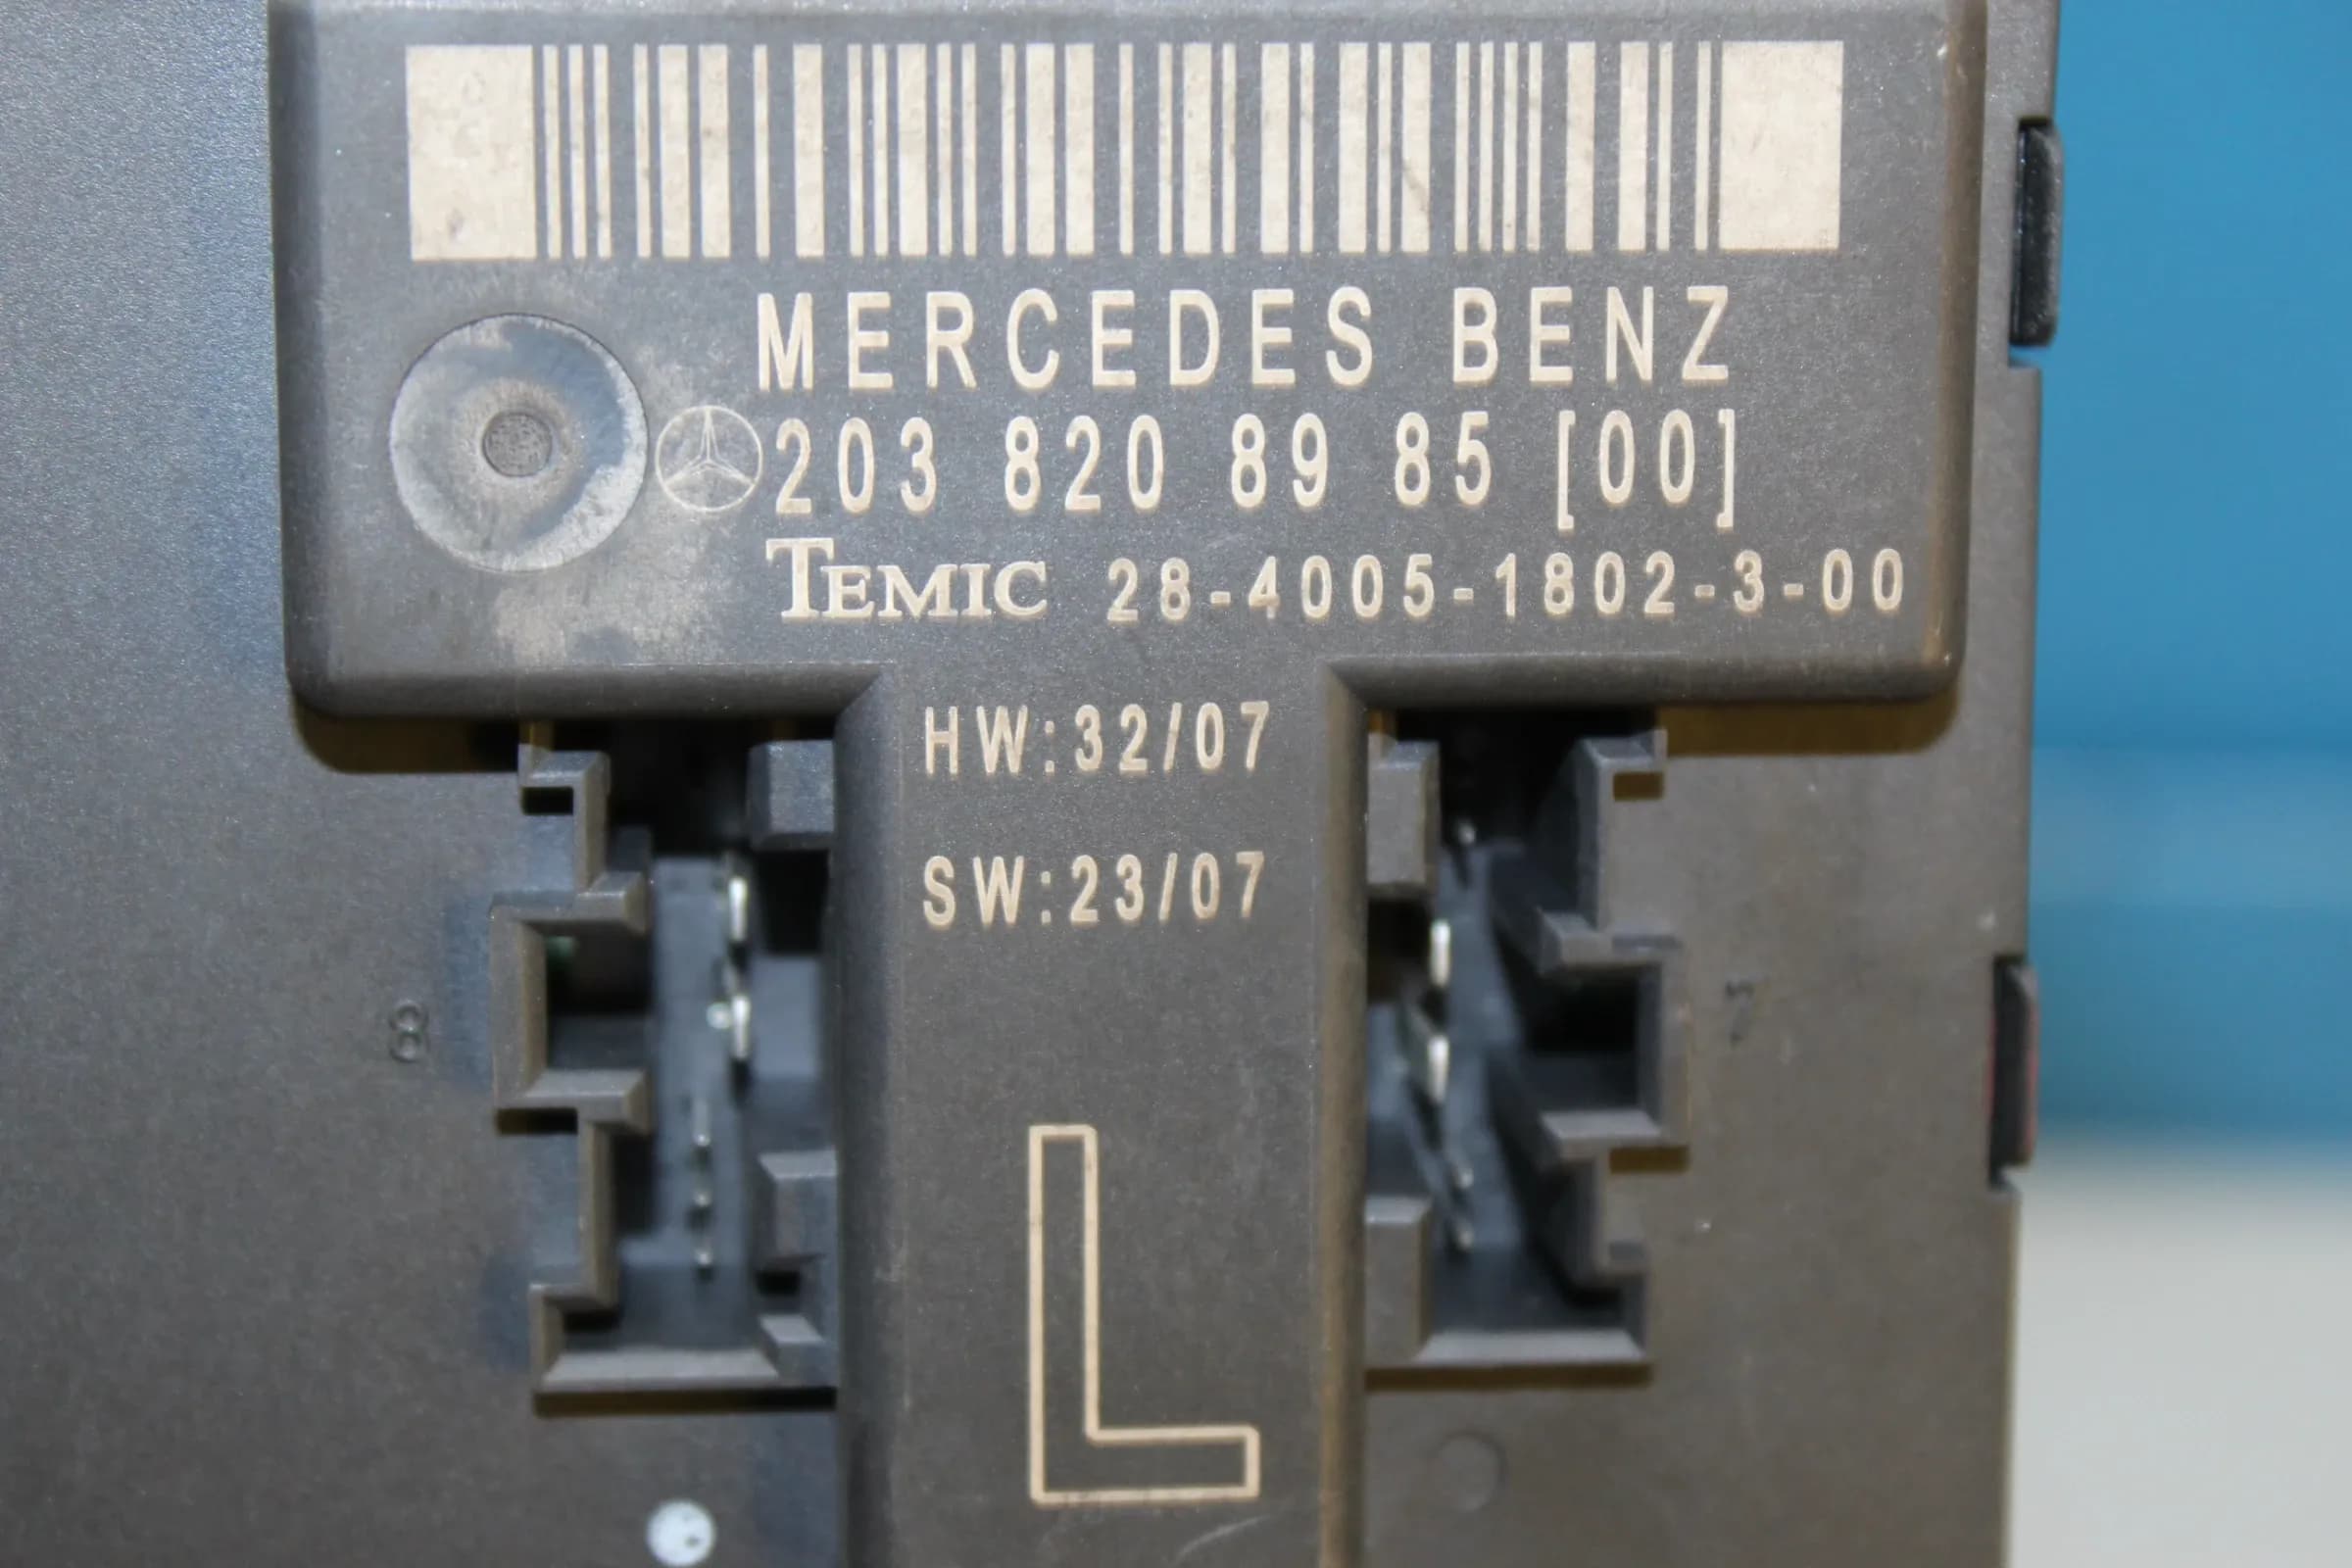 MERCEDES BENZ
203 820 89 85 [00]
TEMIC 28-4005-1802-3-00
HW:32/07
SW:23/07
8
L